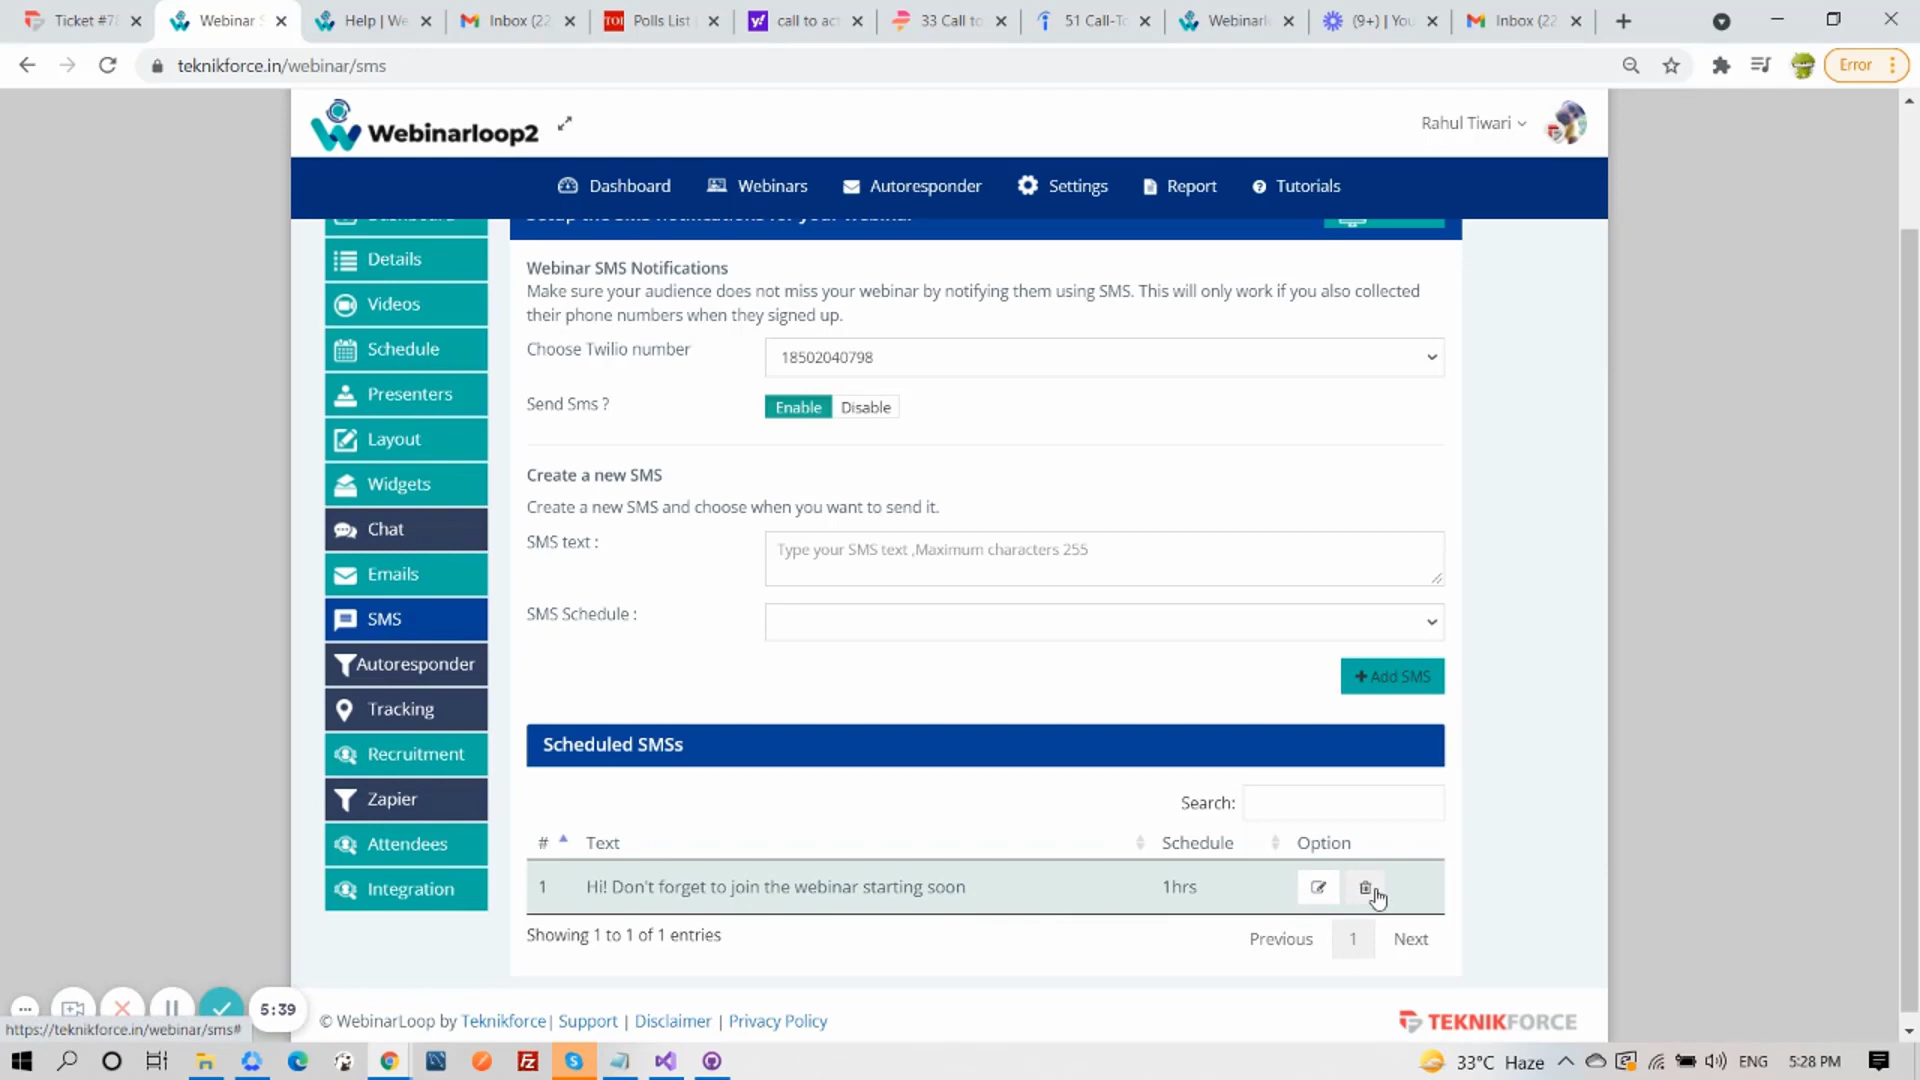 Ticket #78
Webinar S
Help | We
Inbox (22
TOI
Polls List
call to ac
33 Call to
51 Call-To
Webinarl
(9+) | You
Inbox (22
teknikforce.in/webinar/sms
Error
Webinarloop2
Rahul Tiwari
Dashboard
Webinars
Autoresponder
Settings
Report
Tutorials
Details
Videos
Schedule
Presenters
Layout
Widgets
Chat
Emails
SMS
Autoresponder
Tracking
Recruitment
Zapier
Attendees
Integration
Webinar SMS Notifications
Make sure your audience does not miss your webinar by notifying them using SMS. This will only work if you also collected
their phone numbers when they signed up.
Choose Twilio number
18502040798
Send Sms ?
Enable
Disable
Create a new SMS
Create a new SMS and choose when you want to send it.
SMS text :
Type your SMS text ,Maximum characters 255
SMS Schedule :
+ Add SMS
Scheduled SMSs
Search:
# Text Schedule Option
1 Hi! Don't forget to join the webinar starting soon 1hrs
Showing 1 to 1 of 1 entries
Previous 1 Next
5:39
https://teknikforce.in/webinar/sms#
© WebinarLoop by Teknikforce| Support | Disclaimer | Privacy Policy
TEKNIKFORCE
33°C Haze
ENG
5:28 PM